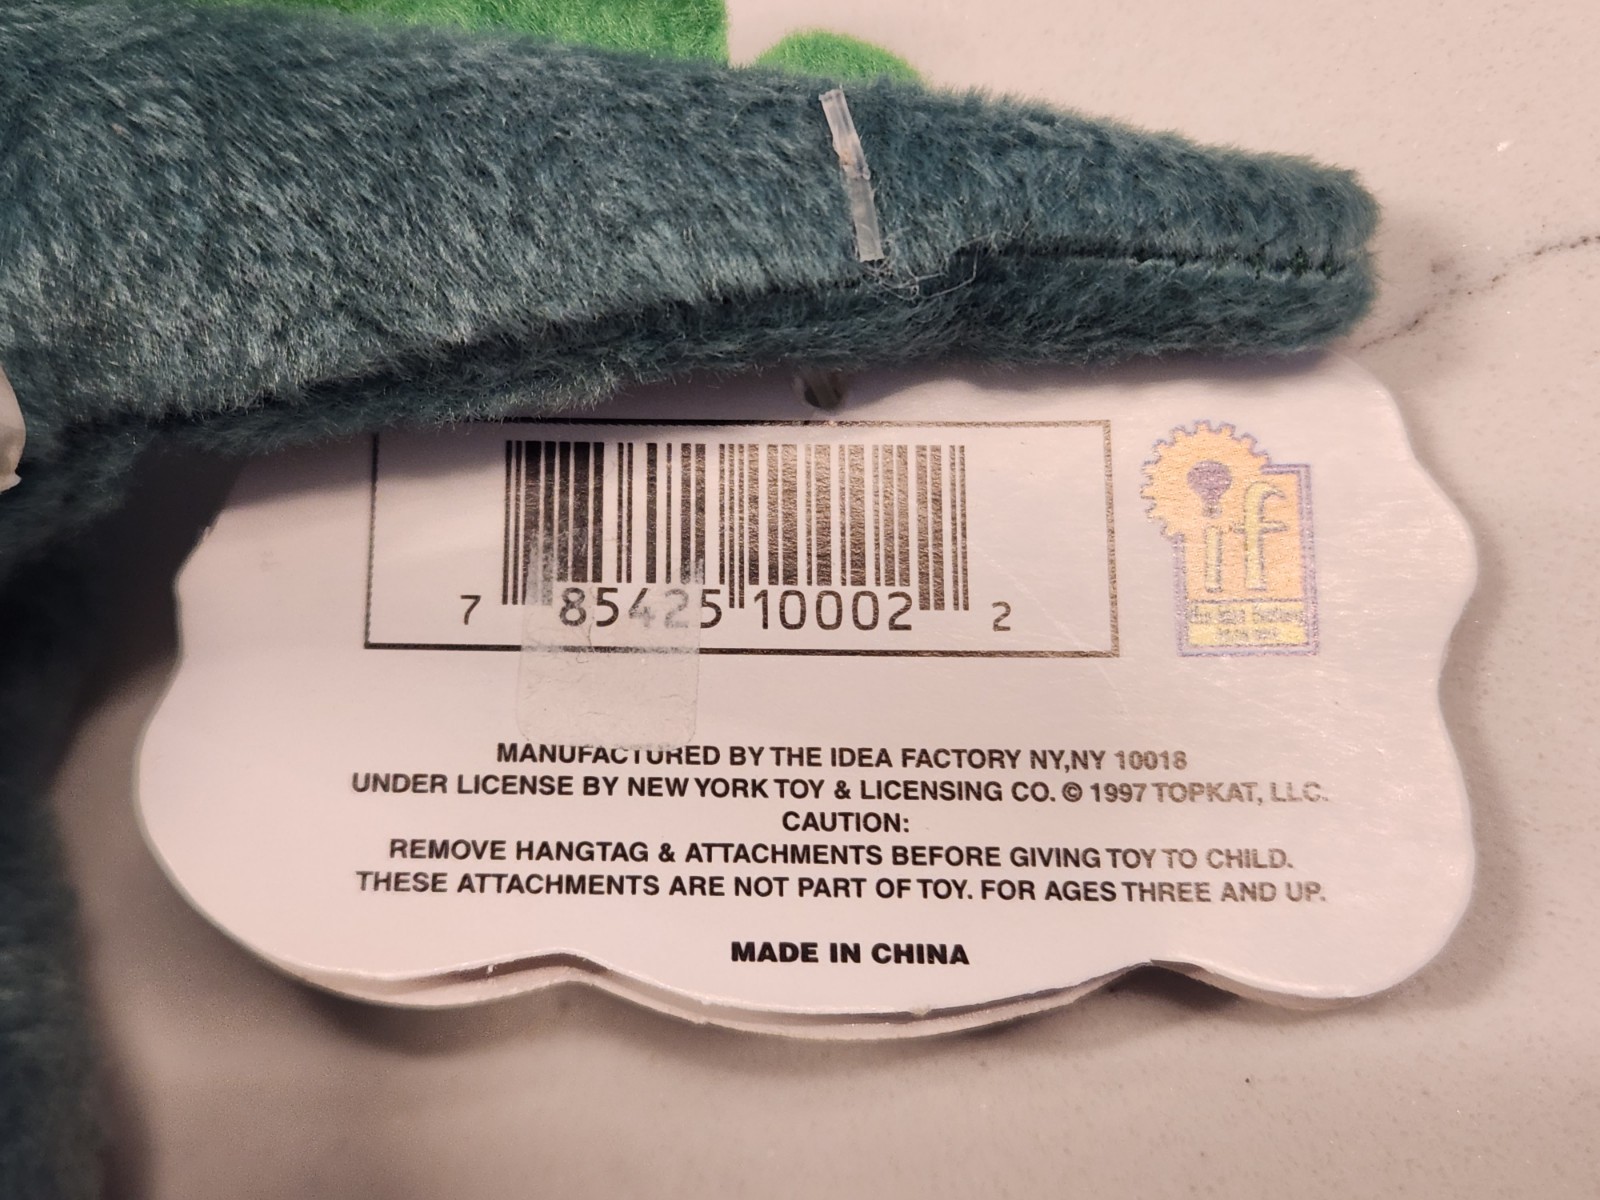 7 85425 10002 2
if
MANUFACTURED BY THE IDEA FACTORY NY,NY 10018
UNDER LICENSE BY NEW YORK TOY & LICENSING CO. © 1997 TOPKAT, LLC.
CAUTION:
REMOVE HANGTAG & ATTACHMENTS BEFORE GIVING TOY TO CHILD.
THESE ATTACHMENTS ARE NOT PART OF TOY. FOR AGES THREE AND UP.
MADE IN CHINA